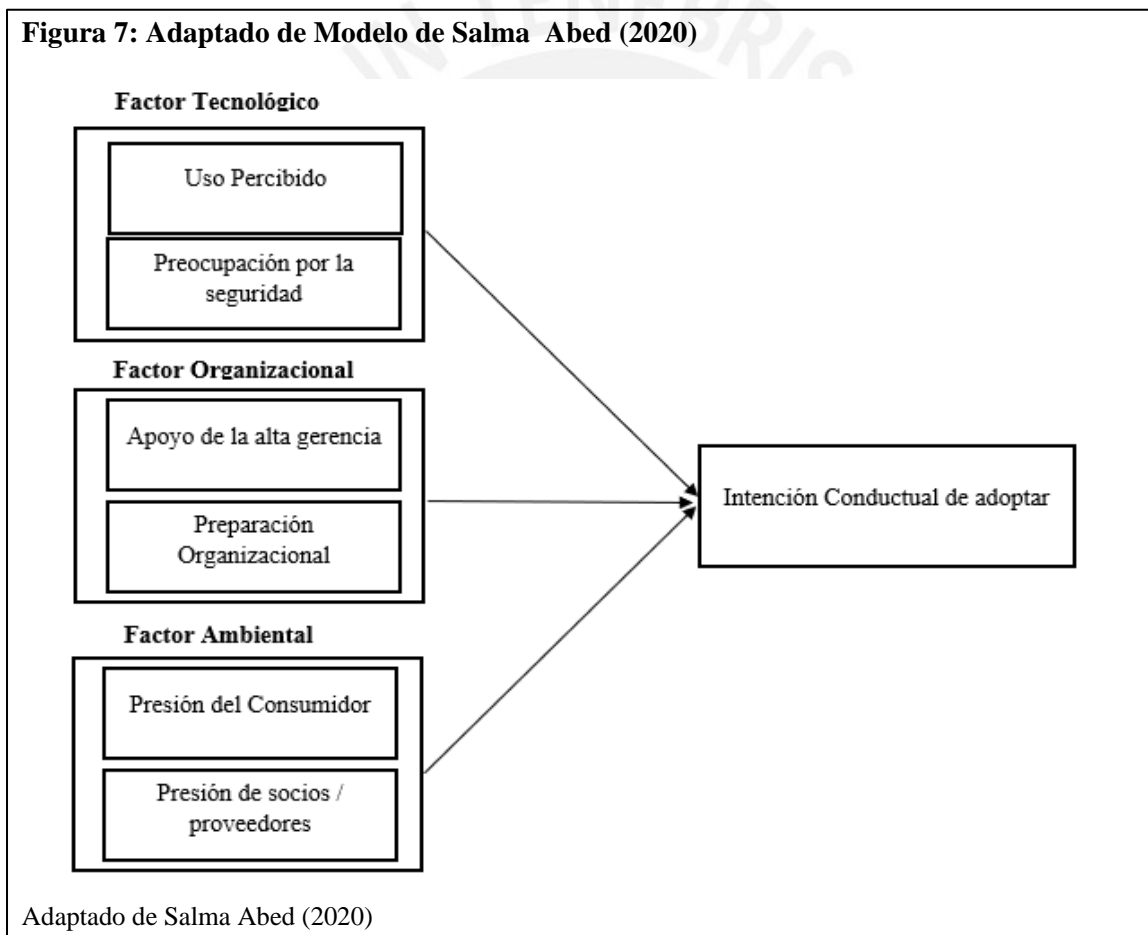 IN TENEBRIS
Figura 7: Adaptado de Modelo de Salma Abed (2020)
Factor Tecnológico
Uso Percibido
Preocupación por la
seguridad
Factor Organizacional
Apoyo de la alta gerencia
Preparación
Organizacional
Factor Ambiental
Presión del Consumidor
Presión de socios /
proveedores
Intención Conductual de adoptar
Adaptado de Salma Abed (2020)